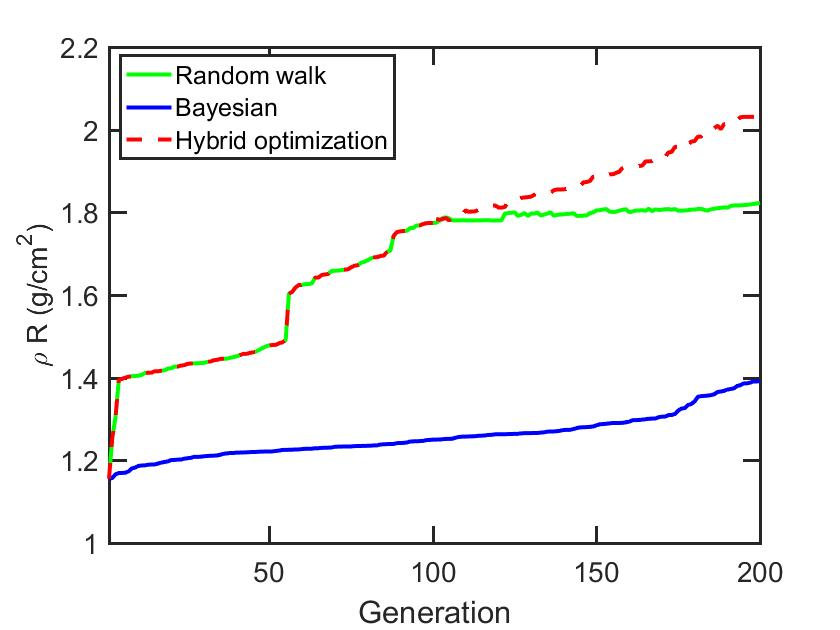 2.2
2
1.8
1.6
1.4
1.2
1
ρ R (g/cm²)
Random walk
Bayesian
Hybrid optimization
50 100 150 200
Generation